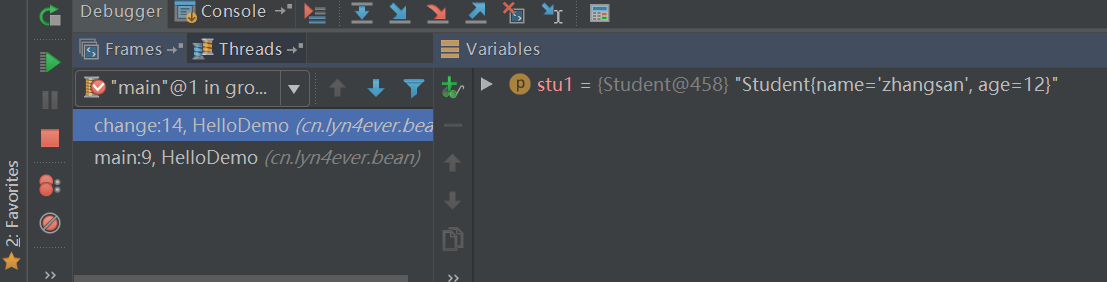 Debugger Console
Frames Threads
Variables
"main"@1 in gro...
p stu1 = {Student@458} "Student{name='zhangsan', age=12}"
change:14, HelloDemo (cn.lyn4ever.bea
main:9, HelloDemo (cn.lyn4ever.bean)
2: Favorites
»
»